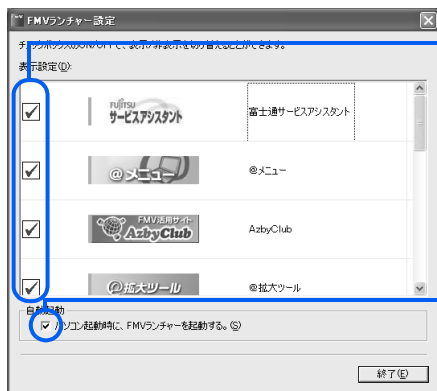 FMVランチャー設定
チェックボックスのON/OFFで、表示/非表示を切り替えることができます。
表示設定(D):
FUJITSU
サービスアシスタント
富士通サービスアシスタント
@メニュー
@メニュー
FMV活用サイト
AzbyClub
AzbyClub
@拡大ツール
@拡大ツール
自動起動
パソコン起動時に、FMVランチャーを起動する。(S)
終了(E)